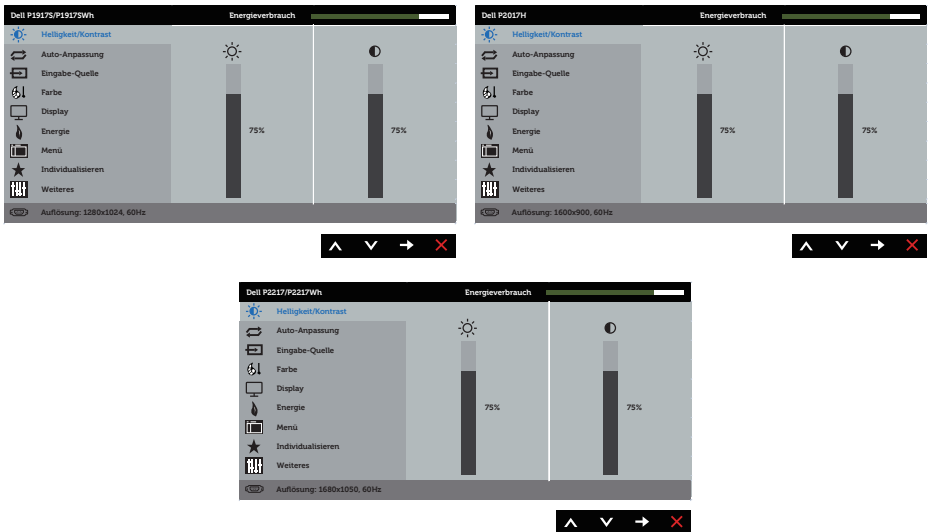 Dell P1917S/P1917SWh Energieverbrauch
Helligkeit/Kontrast
Auto-Anpassung
Eingabe-Quelle
Farbe
Display
Energie
Menü
Individualisieren
Weiteres
75% 75%
Auflösung: 1280x1024, 60Hz
Dell P2017H Energieverbrauch
Helligkeit/Kontrast
Auto-Anpassung
Eingabe-Quelle
Farbe
Display
Energie
Menü
Individualisieren
Weiteres
75% 75%
Auflösung: 1600x900, 60Hz
Dell P2217/P2217Wh Energieverbrauch
Helligkeit/Kontrast
Auto-Anpassung
Eingabe-Quelle
Farbe
Display
Energie
Menü
Individualisieren
Weiteres
75% 75%
Auflösung: 1680x1050, 60Hz